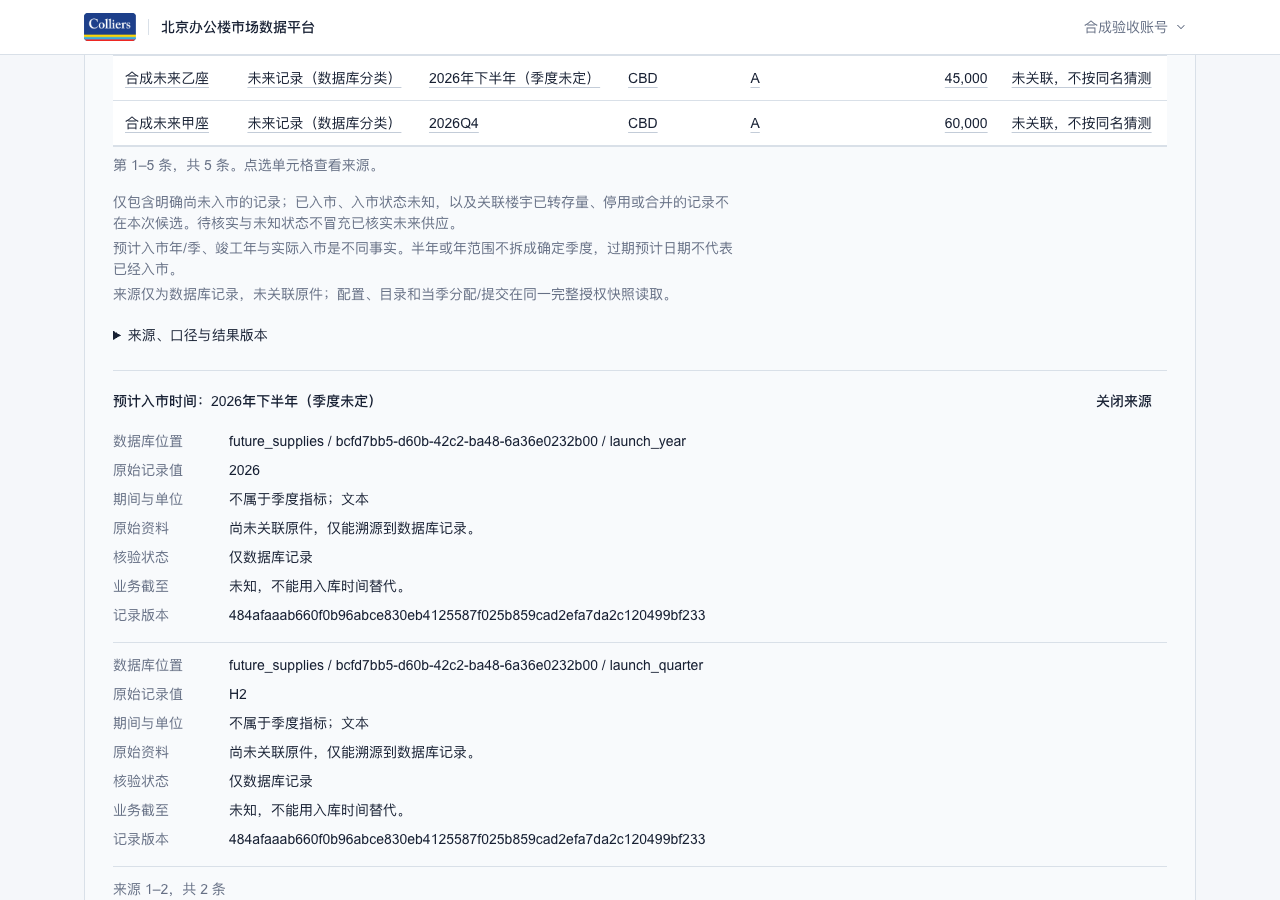 Colliers
北京办公楼市场数据平台
合成验收账号
合成未来乙座 未来记录（数据库分类） 2026年下半年（季度未定） CBD A 45,000 未关联，不按同名猜测
合成未来甲座 未来记录（数据库分类） 2026Q4 CBD A 60,000 未关联，不按同名猜测
第 1–5 条，共 5 条。点选单元格查看来源。
仅包含明确尚未入市的记录；已入市、入市状态未知，以及关联楼宇已转存量、停用或合并的记录不
在本次候选。待核实与未知状态不冒充已核实未来供应。
预计入市年/季、竣工年与实际入市是不同事实。半年或年范围不拆成确定季度，过期预计日期不代表
已经入市。
来源仅为数据库记录，未关联原件；配置、目录和当季分配/提交在同一完整授权快照读取。
来源、口径与结果版本
预计入市时间：2026年下半年（季度未定）
关闭来源
数据库位置 future_supplies / bcfd7bb5-d60b-42c2-ba48-6a36e0232b00 / launch_year
原始记录值 2026
期间与单位 不属于季度指标；文本
原始资料 尚未关联原件，仅能溯源到数据库记录。
核验状态 仅数据库记录
业务截至 未知，不能用入库时间替代。
记录版本 484afaaab660f0b96abce830eb4125587f025b859cad2efa7da2c120499bf233
数据库位置 future_supplies / bcfd7bb5-d60b-42c2-ba48-6a36e0232b00 / launch_quarter
原始记录值 H2
期间与单位 不属于季度指标；文本
原始资料 尚未关联原件，仅能溯源到数据库记录。
核验状态 仅数据库记录
业务截至 未知，不能用入库时间替代。
记录版本 484afaaab660f0b96abce830eb4125587f025b859cad2efa7da2c120499bf233
来源 1–2，共 2 条